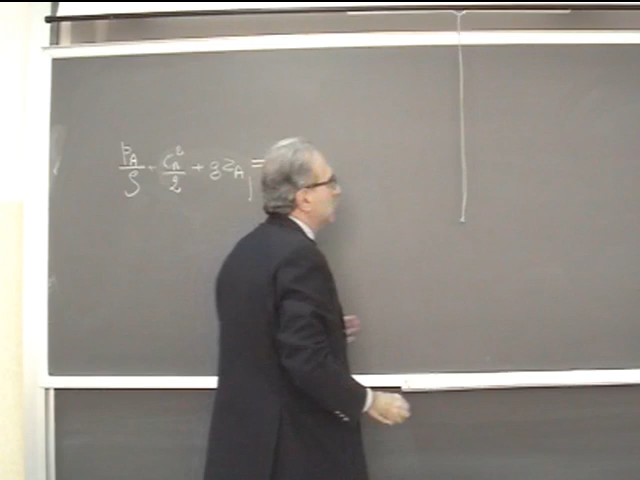 p_A/ρ + c_A²/2 + g z_A =